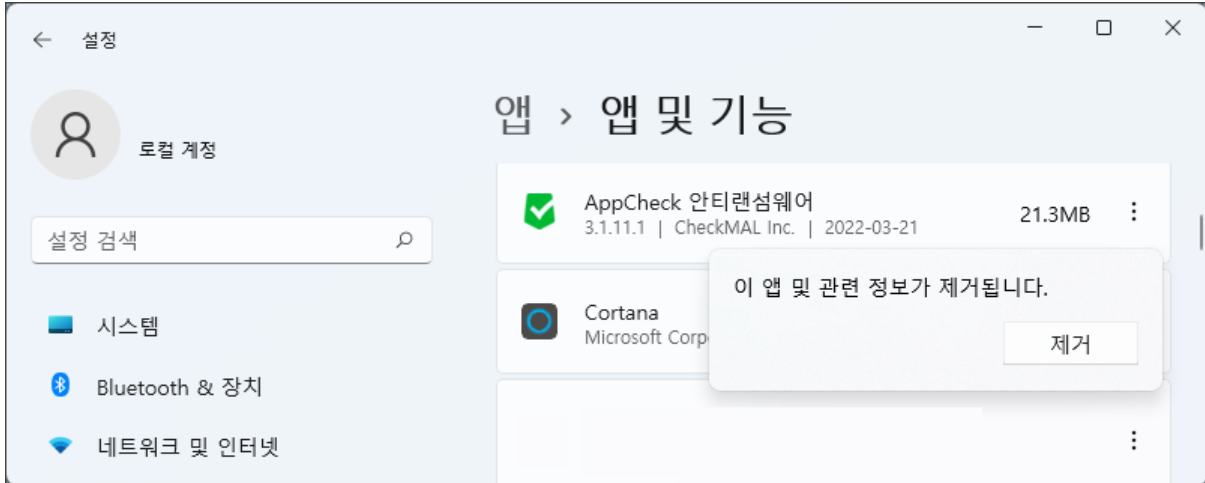 설정
로컬 계정
설정 검색
시스템
Bluetooth & 장치
네트워크 및 인터넷
앱 › 앱 및 기능
AppCheck 안티랜섬웨어
3.1.11.1 | CheckMAL Inc. | 2022-03-21
21.3MB
이 앱 및 관련 정보가 제거됩니다.
제거
Cortana
Microsoft Corp